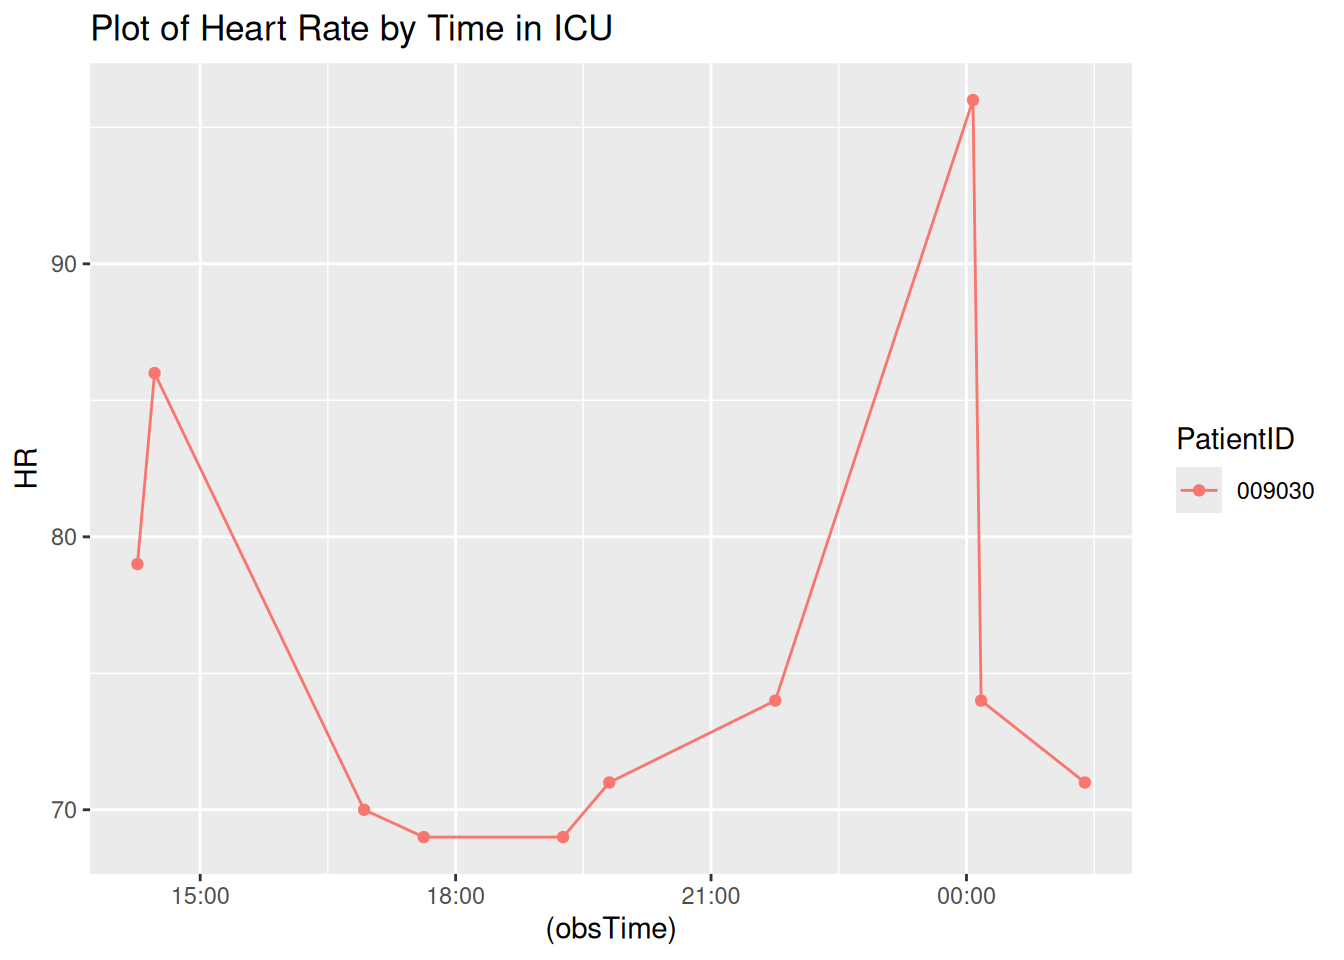 Plot of Heart Rate by Time in ICU
90
80
70
HR
15:00 18:00 21:00 00:00
(obsTime)
PatientID
009030